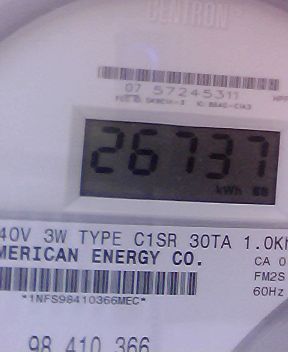 CENTRON
07 57245311
26737
kWh
40V 3W TYPE C1SR 30TA 1.0Kh
MERICAN ENERGY CO.
CA 0
FM2S
*1NFS98410366MEC*
60Hz
98 410 366